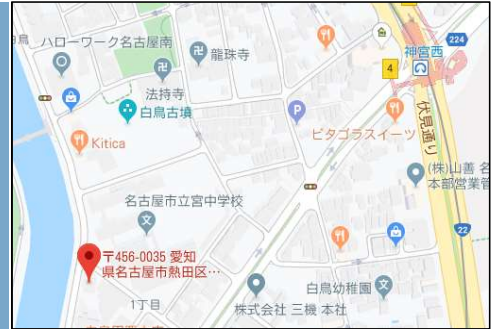 ハローワーク名古屋南
龍珠寺
法持寺
白鳥古墳
Kitica
神宮西
224
4
P
ピタゴラスイーツ
伏見通り
(株)山善 名
本部営業管
名古屋市立宮中学校
22
〒456-0035 愛知
県名古屋市熱田区…
白鳥幼稚園
1丁目
株式会社 三機 本社